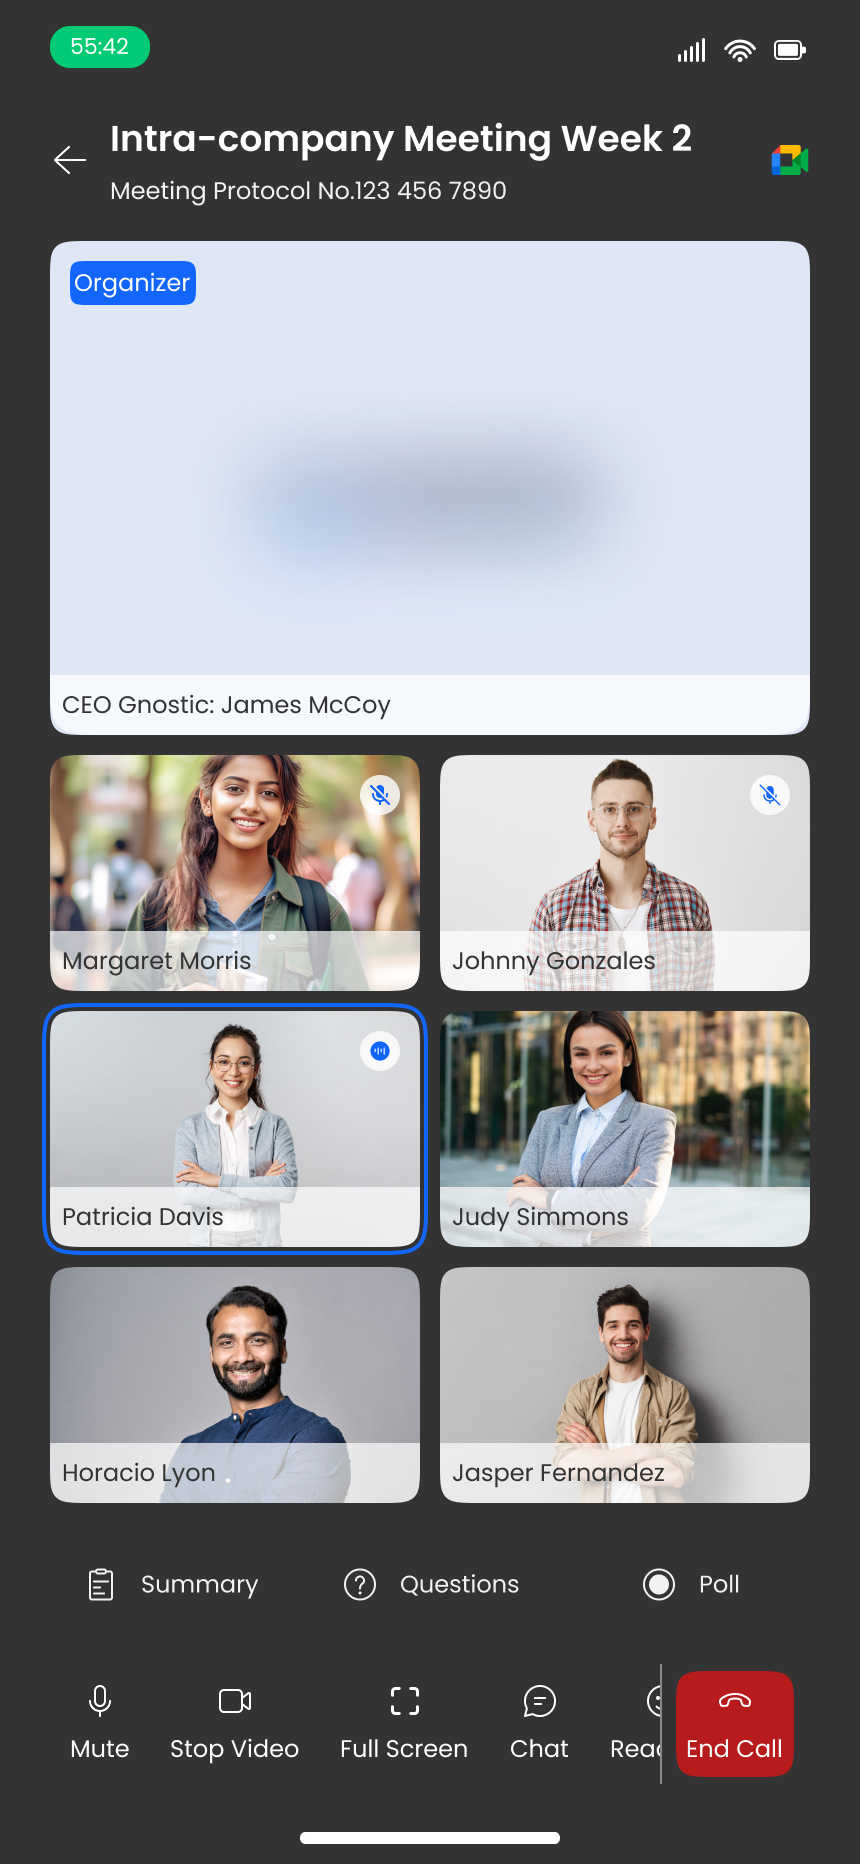 55:42
Intra-company Meeting Week 2
Meeting Protocol No.123 456 7890
Organizer
CEO Gnostic: James McCoy
Margaret Morris
Johnny Gonzales
Patricia Davis
Judy Simmons
Horacio Lyon
Jasper Fernandez
Summary
Questions
Poll
Mute
Stop Video
Full Screen
Chat
Reac
End Call